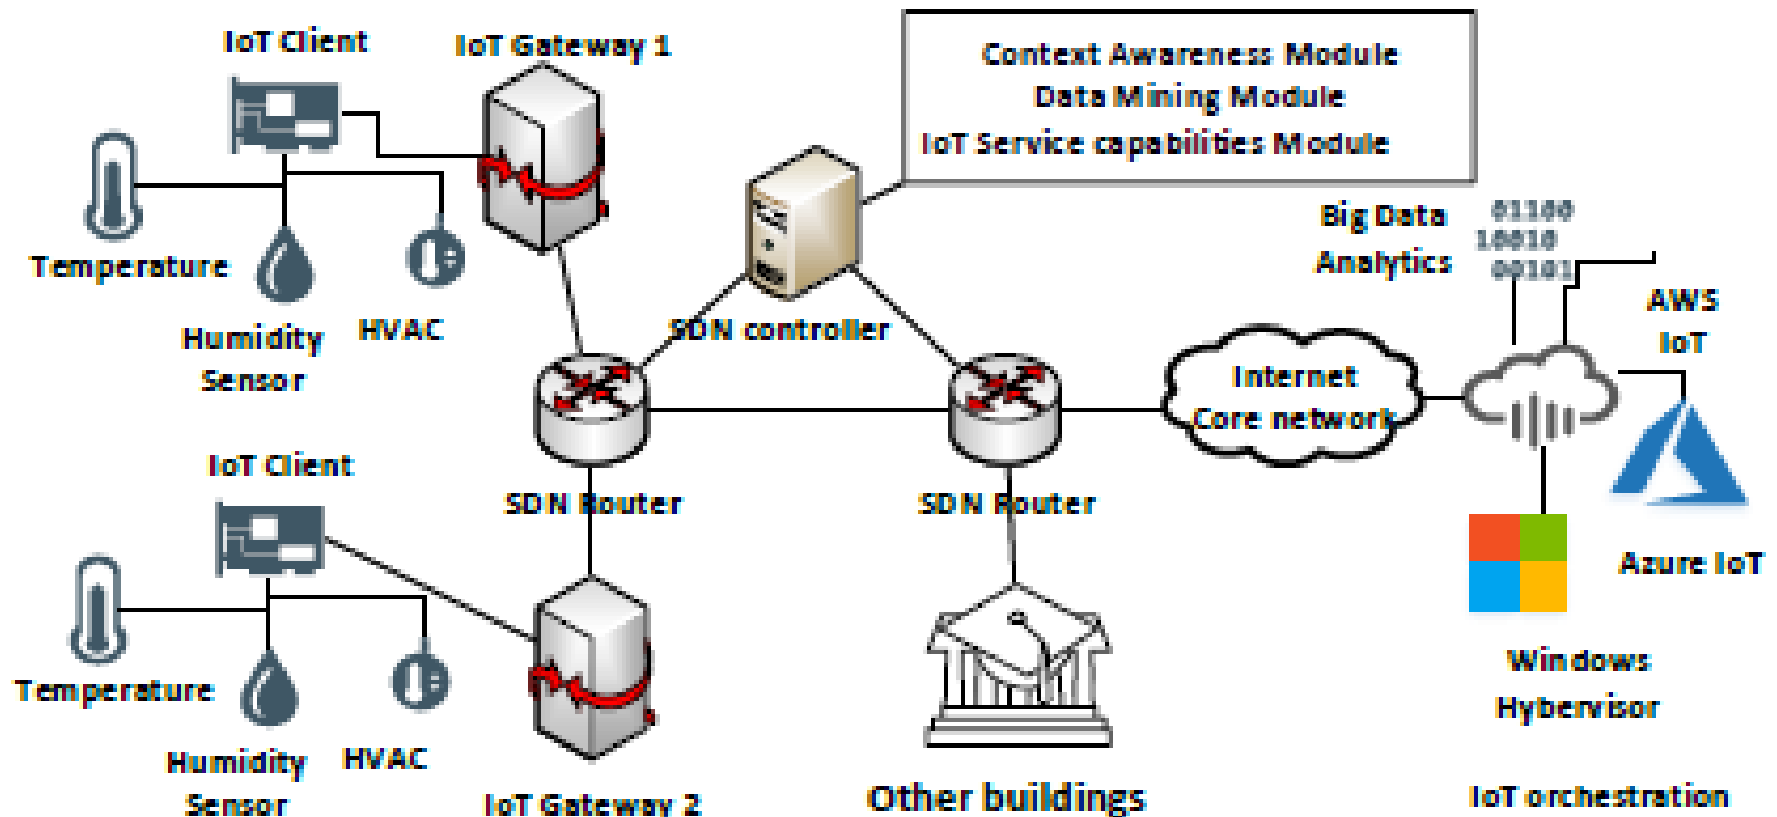 IoT Client
IoT Gateway 1
Context Awareness Module
Data Mining Module
IoT Service capabilities Module
Big Data
Analytics
01100
10010
00101
AWS
IoT
Temperature
Humidity
Sensor
HVAC
SDN controller
Internet
Core network
IoT Client
SDN Router
SDN Router
Azure IoT
Temperature
Humidity
Sensor
HVAC
IoT Gateway 2
Other buildings
Windows
Hybervisor
IoT orchestration